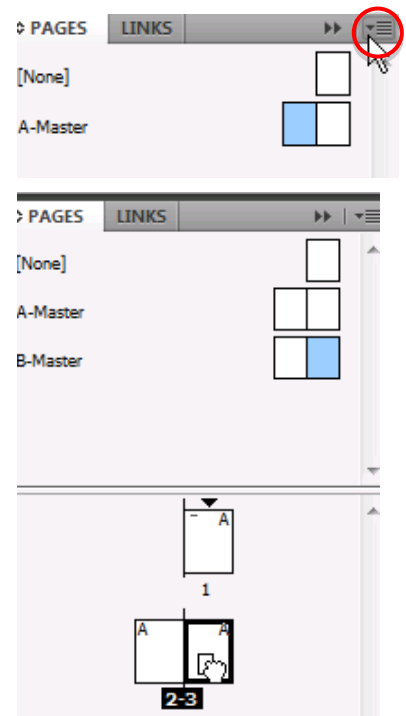 PAGES LINKS
[None]
A-Master
PAGES LINKS
[None]
A-Master
B-Master
A
1
A A
2-3